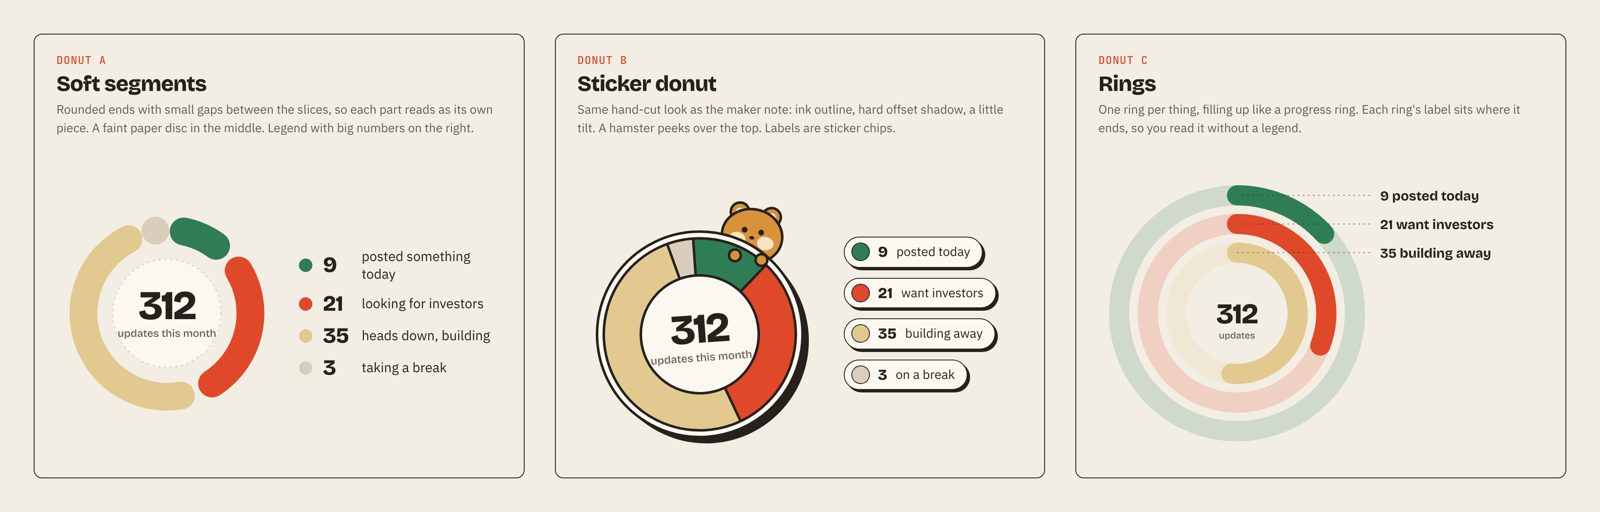 DONUT A
Soft segments
Rounded ends with small gaps between the slices, so each part reads as its own
piece. A faint paper disc in the middle. Legend with big numbers on the right.
312
updates this month
9 posted something
today
21 looking for investors
35 heads down, building
3 taking a break
DONUT B
Sticker donut
Same hand-cut look as the maker note: ink outline, hard offset shadow, a little
tilt. A hamster peeks over the top. Labels are sticker chips.
312
updates this month
9 posted today
21 want investors
35 building away
3 on a break
DONUT C
Rings
One ring per thing, filling up like a progress ring. Each ring's label sits where it
ends, so you read it without a legend.
9 posted today
21 want investors
35 building away
312
updates